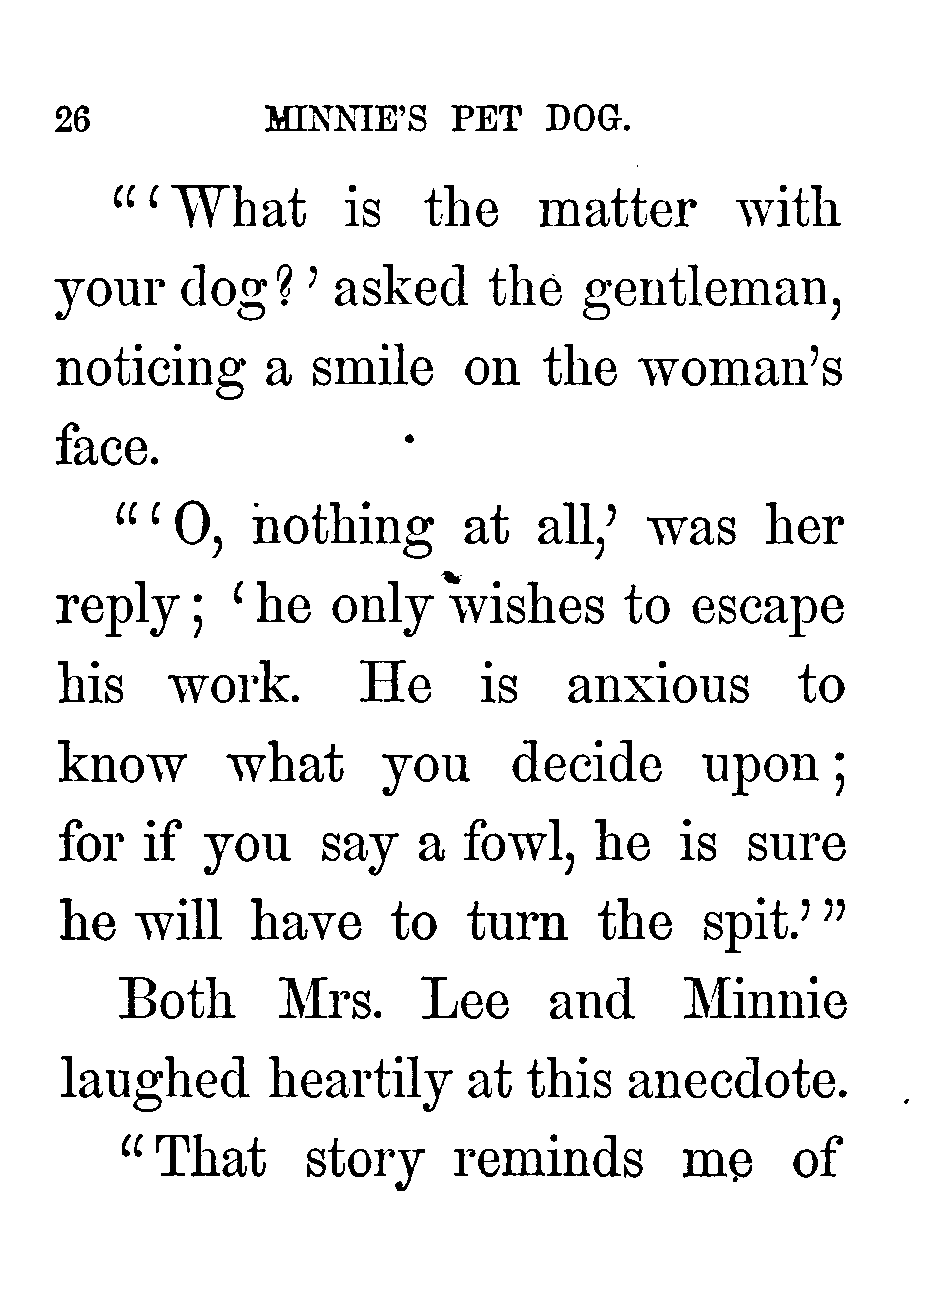 26 MINNIE'S PET DOG.
"'What is the matter with
your dog?' asked the gentleman,
noticing a smile on the woman's
face.
"'O, nothing at all,' was her
reply; 'he only wishes to escape
his work. He is anxious to
know what you decide upon;
for if you say a fowl, he is sure
he will have to turn the spit.'"
Both Mrs. Lee and Minnie
laughed heartily at this anecdote.
"That story reminds me of